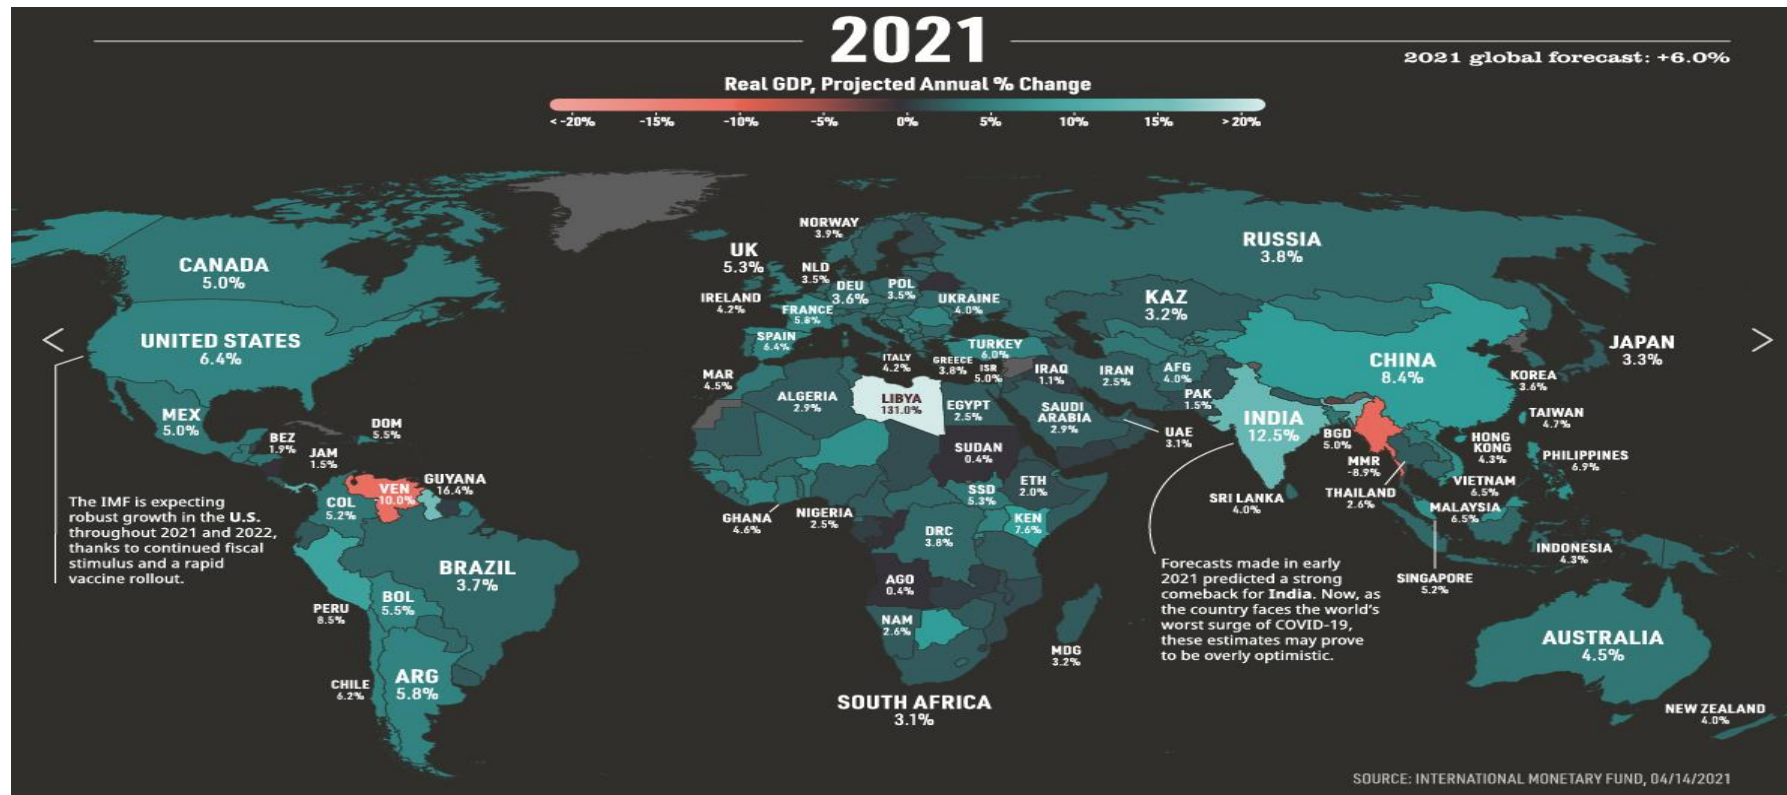 2021
2021 global forecast: +6.0%
Real GDP, Projected Annual % Change
< -20%
-15%
-10%
-5%
0%
5%
10%
15%
> 20%
CANADA
5.0%
UNITED STATES
6.4%
MEX
5.0%
BEZ
1.9%
JAM
1.5%
DOM
5.5%
The IMF is expecting
robust growth in the U.S.
throughout 2021 and 2022,
thanks to continued fiscal
stimulus and a rapid
vaccine rollout.
VEN
-10.0%
GUYANA
16.4%
COL
5.2%
BRAZIL
3.7%
PERU
8.5%
BOL
5.5%
CHILE
6.2%
ARG
5.8%
NORWAY
3.9%
UK
5.3%
NLD
3.5%
DEU
3.6%
POL
3.5%
IRELAND
4.2%
FRANCE
5.8%
UKRAINE
4.0%
SPAIN
6.4%
ITALY
4.2%
GREECE
3.8%
TURKEY
6.0%
ISR
5.0%
RUSSIA
3.8%
KAZ
3.2%
IRAQ
1.1%
IRAN
2.5%
AFG
4.0%
PAK
1.5%
CHINA
8.4%
JAPAN
3.3%
KOREA
3.6%
TAIWAN
4.7%
MAR
4.5%
ALGERIA
2.9%
LIBYA
131.0%
EGYPT
2.5%
SAUDI
ARABIA
2.9%
UAE
3.1%
INDIA
12.5%
BGD
5.0%
MMR
-8.9%
HONG
KONG
4.3%
PHILIPPINES
6.9%
SUDAN
0.4%
SSD
5.3%
ETH
2.0%
GHANA
4.6%
NIGERIA
2.5%
KEN
7.6%
DRC
3.8%
SRI LANKA
4.0%
THAILAND
2.6%
VIETNAM
6.5%
MALAYSIA
6.5%
INDONESIA
4.3%
SINGAPORE
5.2%
AGO
0.4%
NAM
2.6%
MDG
3.2%
SOUTH AFRICA
3.1%
Forecasts made in early
2021 predicted a strong
comeback for India. Now, as
the country faces the world's
worst surge of COVID-19,
these estimates may prove
to be overly optimistic.
AUSTRALIA
4.5%
NEW ZEALAND
4.0%
SOURCE: INTERNATIONAL MONETARY FUND, 04/14/2021